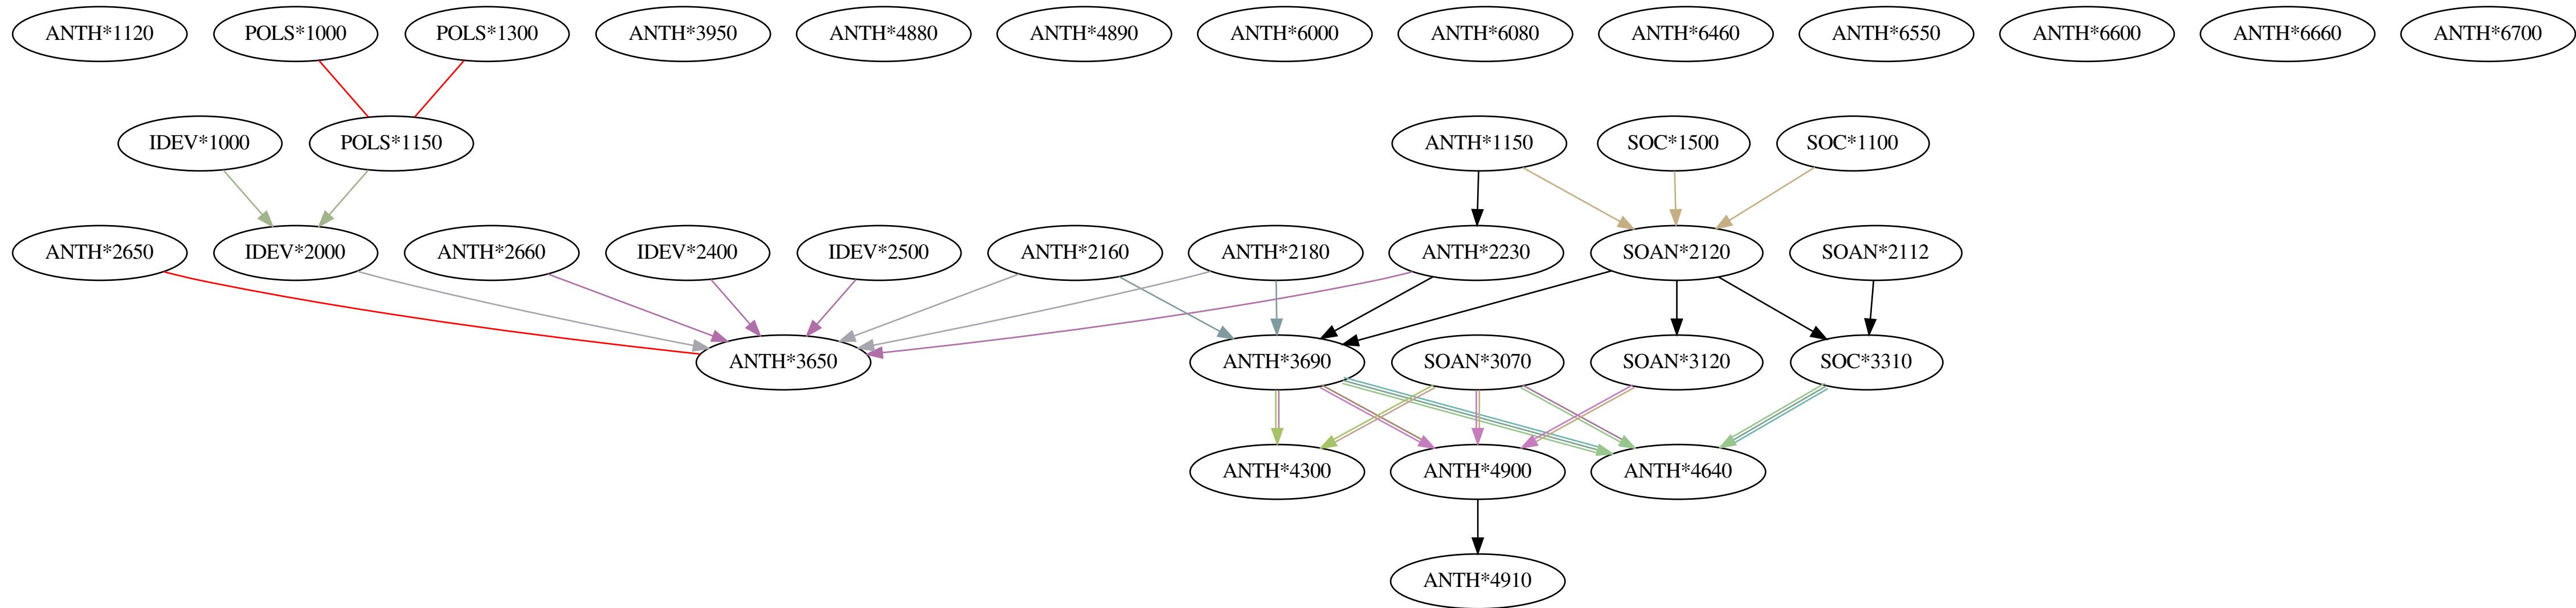 ANTH*1120 POLS*1000 POLS*1300 ANTH*3950 ANTH*4880 ANTH*4890 ANTH*6000 ANTH*6080 ANTH*6460 ANTH*6550 ANTH*6600 ANTH*6660 ANTH*6700
IDEV*1000 POLS*1150 ANTH*1150 SOC*1500 SOC*1100
ANTH*2650 IDEV*2000 ANTH*2660 IDEV*2400 IDEV*2500 ANTH*2160 ANTH*2180 ANTH*2230 SOAN*2120 SOAN*2112
ANTH*3650 ANTH*3690 SOAN*3070 SOAN*3120 SOC*3310
ANTH*4300 ANTH*4900 ANTH*4640
ANTH*4910